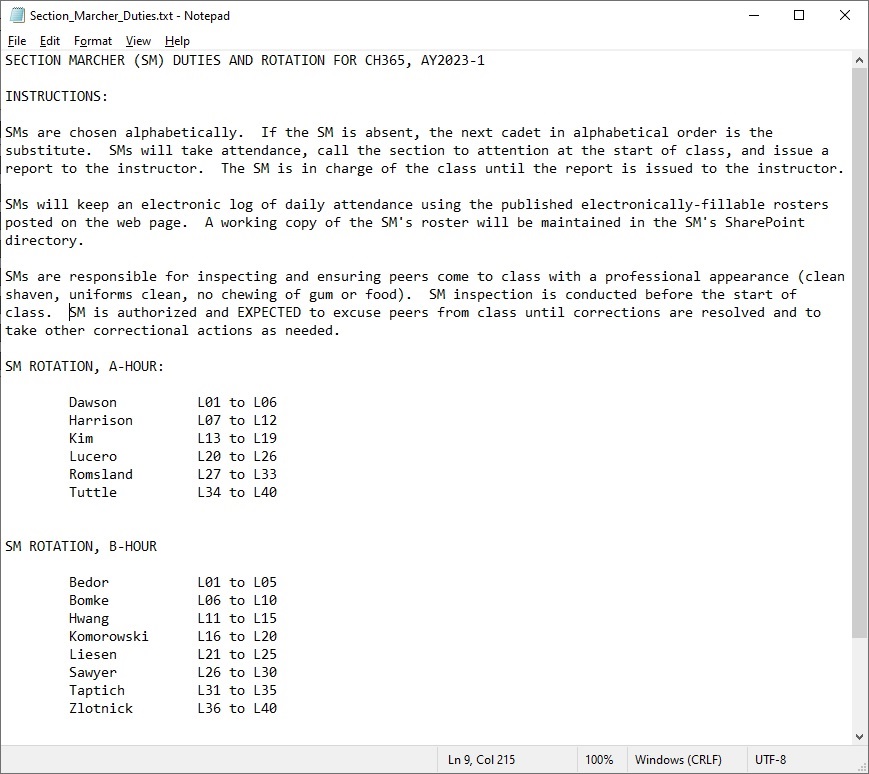 Section_Marcher_Duties.txt - Notepad
File Edit Format View Help
SECTION MARCHER (SM) DUTIES AND ROTATION FOR CH365, AY2023-1
INSTRUCTIONS:
SMs are chosen alphabetically.  If the SM is absent, the next cadet in alphabetical order is the
substitute.  SMs will take attendance, call the section to attention at the start of class, and issue a
report to the instructor.  The SM is in charge of the class until the report is issued to the instructor.
SMs will keep an electronic log of daily attendance using the published electronically-fillable rosters
posted on the web page.  A working copy of the SM's roster will be maintained in the SM's SharePoint
directory.
SMs are responsible for inspecting and ensuring peers come to class with a professional appearance (clean
shaven, uniforms clean, no chewing of gum or food).  SM inspection is conducted before the start of
class.  SM is authorized and EXPECTED to excuse peers from class until corrections are resolved and to
take other correctional actions as needed.
SM ROTATION, A-HOUR:
Dawson L01 to L06
Harrison L07 to L12
Kim L13 to L19
Lucero L20 to L26
Romsland L27 to L33
Tuttle L34 to L40
SM ROTATION, B-HOUR
Bedor L01 to L05
Bomke L06 to L10
Hwang L11 to L15
Komorowski L16 to L20
Liesen L21 to L25
Sawyer L26 to L30
Taptich L31 to L35
Zlotnick L36 to L40
Ln 9, Col 215 100% Windows (CRLF) UTF-8